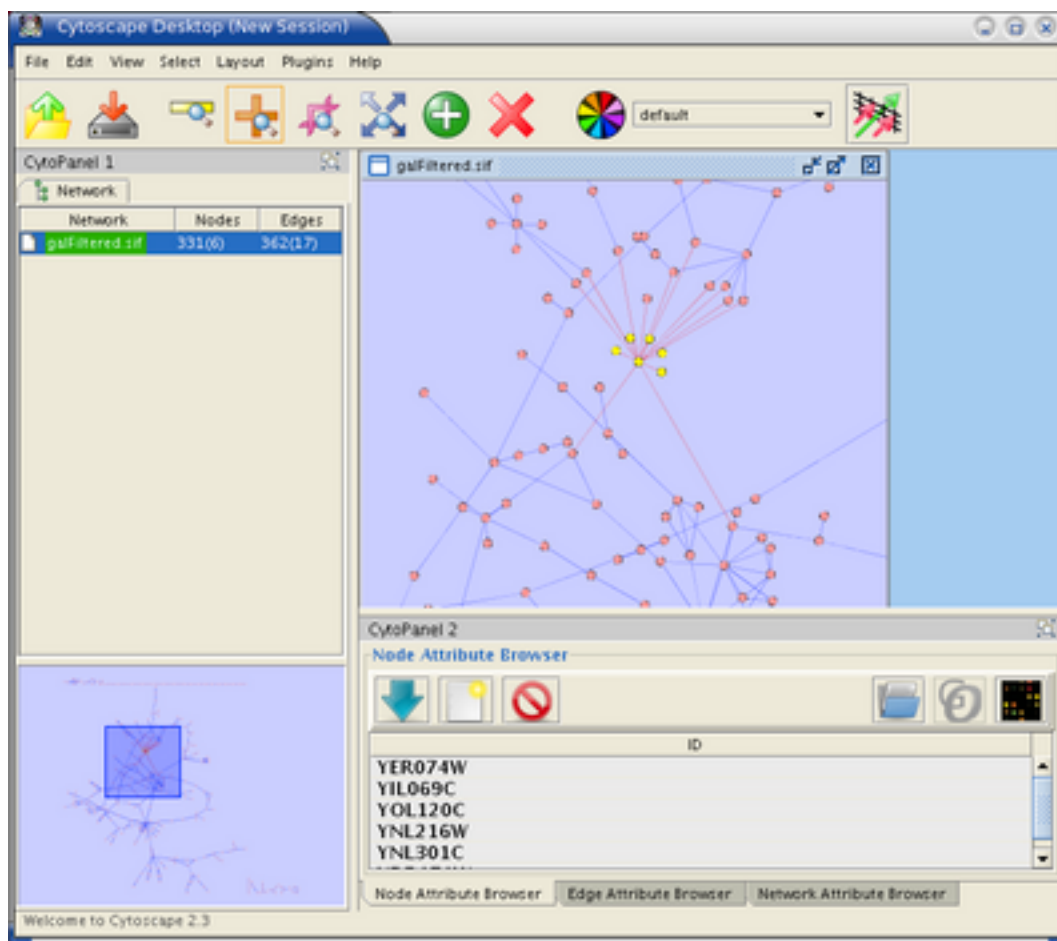 Cytoscape Desktop (New Session)
File Edit View Select Layout Plugins Help
default
CytoPanel 1
galFiltered.sif
Network
Network Nodes Edges
galFiltered.sif 331(6) 362(17)
CytoPanel 2
Node Attribute Browser
ID
YER074W
YIL069C
YOL120C
YNL216W
YNL301C
Node Attribute Browser Edge Attribute Browser Network Attribute Browser
Welcome to Cytoscape 2.3